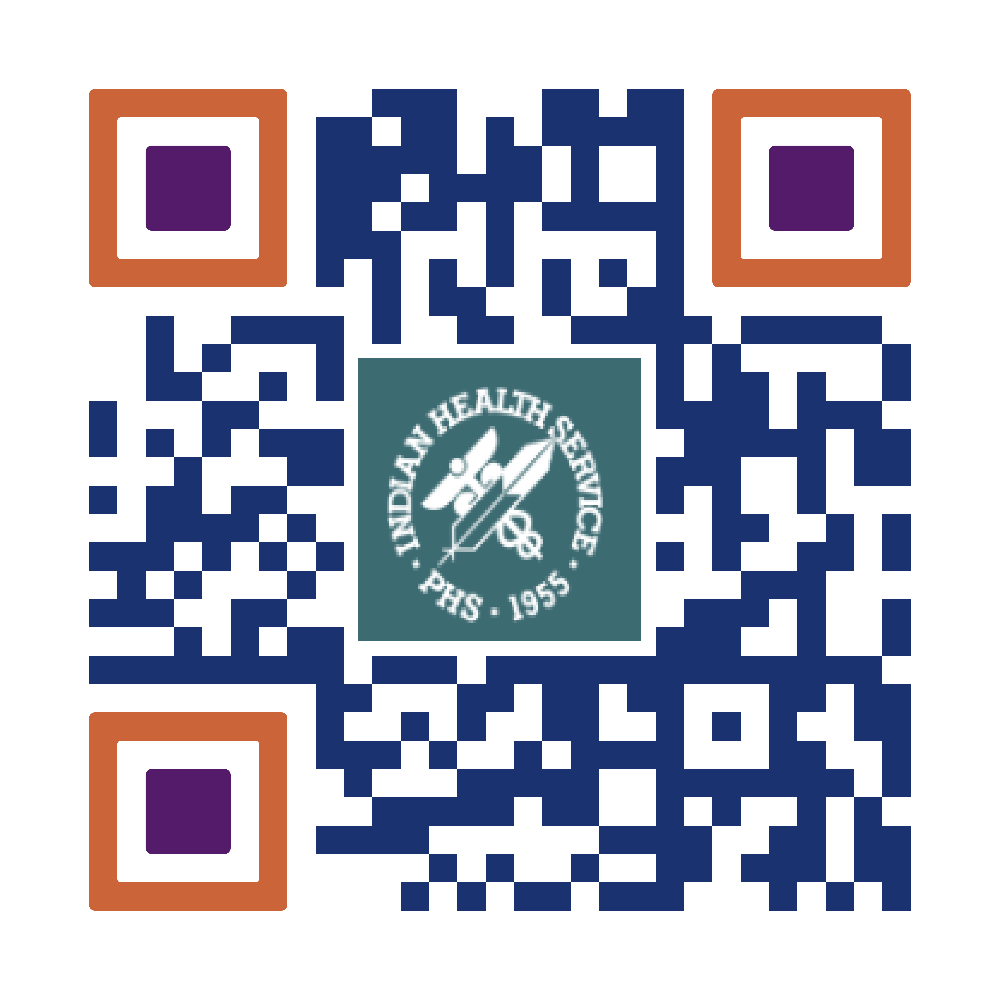 INDIAN HEALTH SERVICE
· PHS · 1955 ·